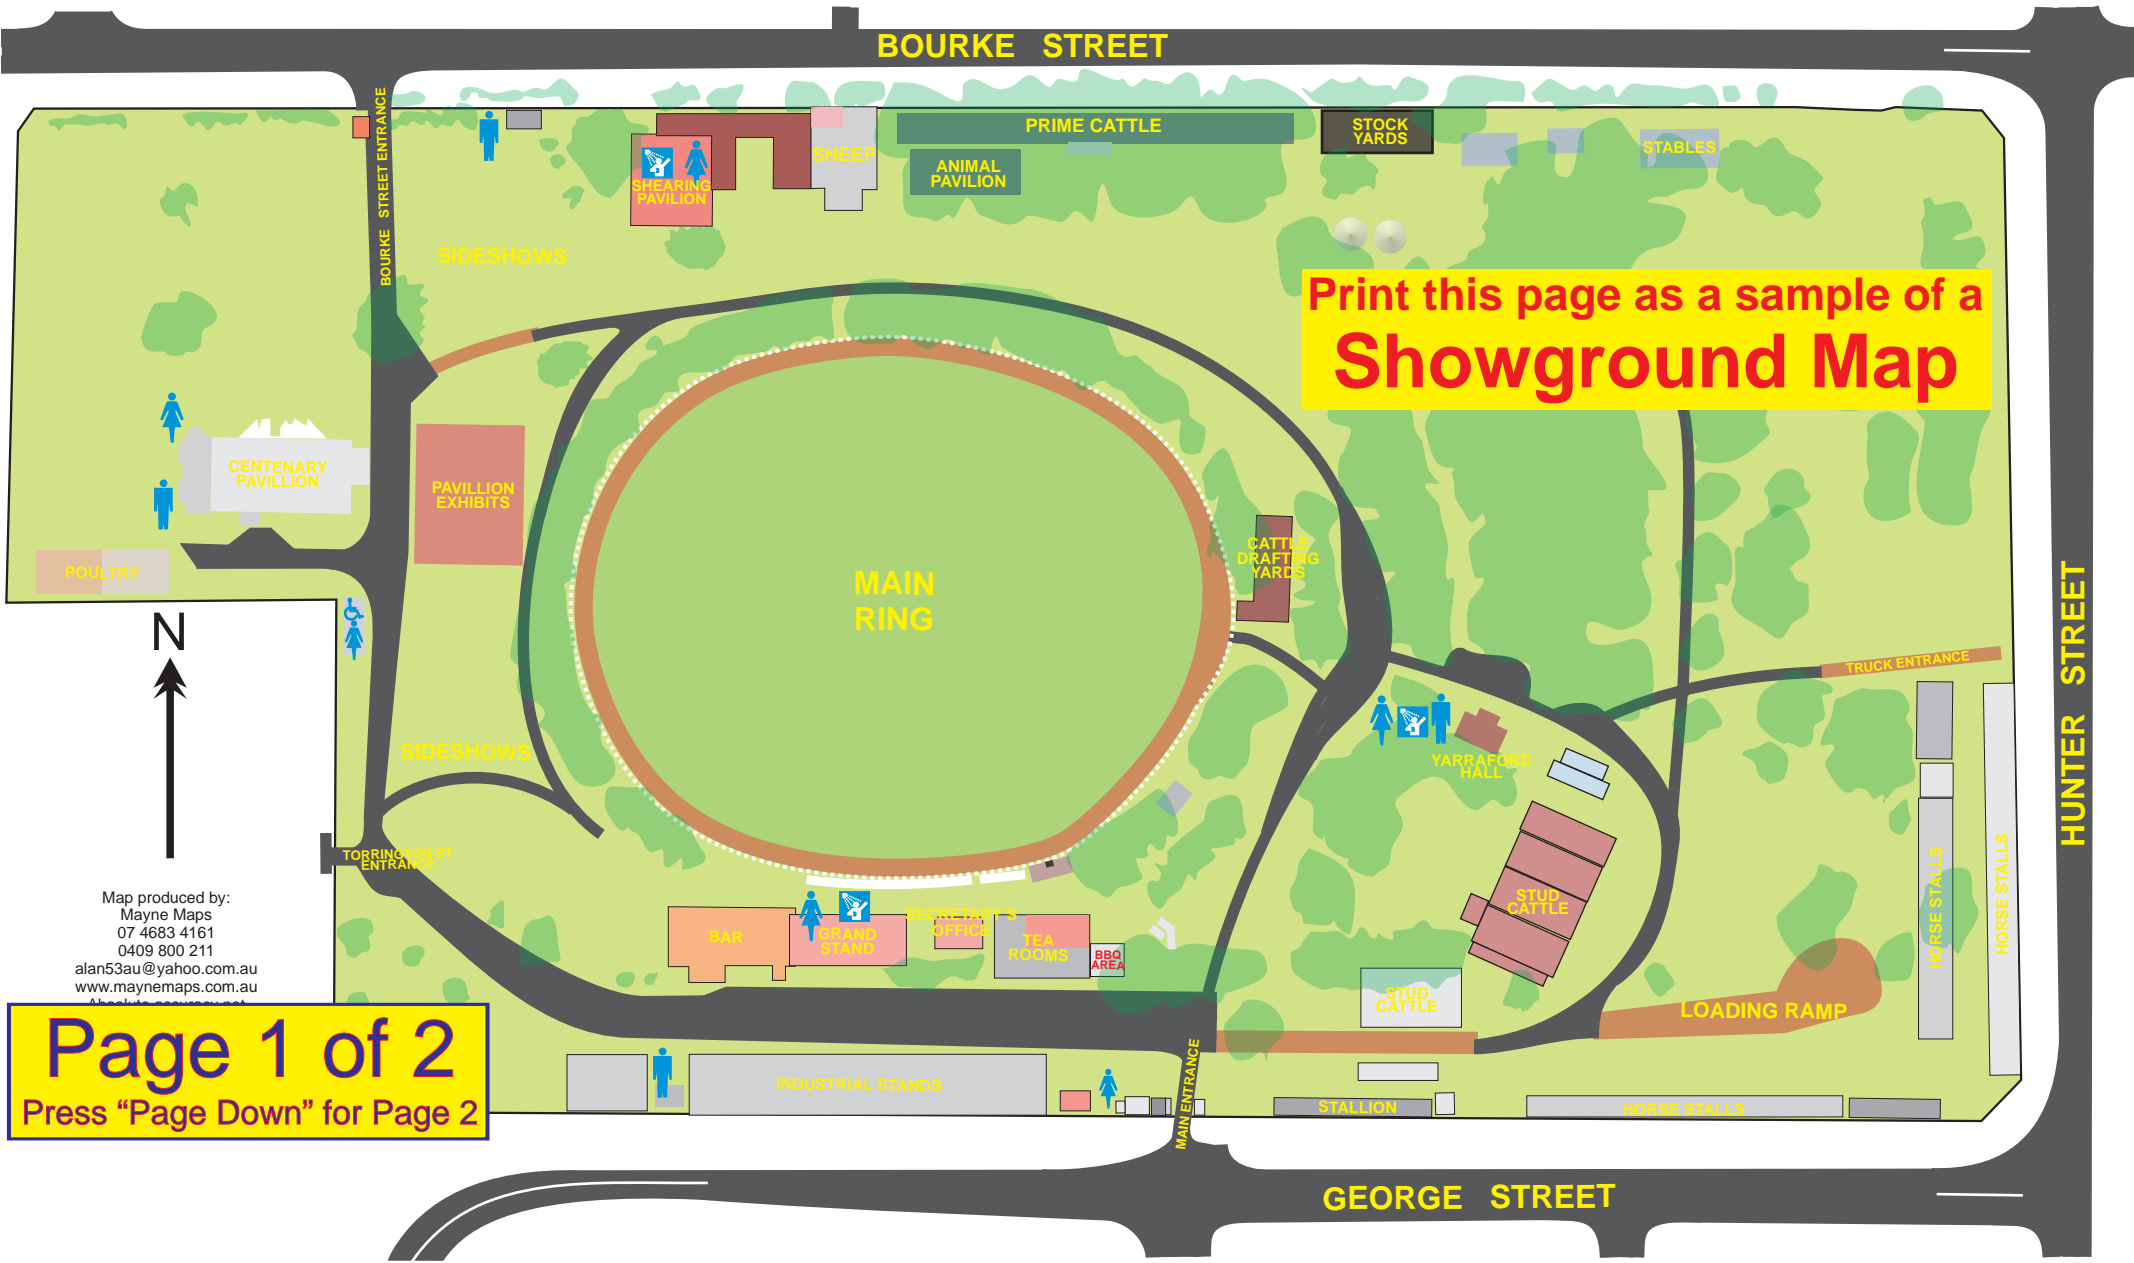 BOURKE STREET
BOURKE STREET ENTRANCE
PRIME CATTLE
STOCK
YARDS
STABLES
SHEEP
ANIMAL
PAVILION
SHEARING
PAVILION
SIDESHOWS
Print this page as a sample of a
Showground Map
CENTENARY
PAVILLION
PAVILLION
EXHIBITS
POULTRY
MAIN
RING
CATTLE
DRAFTING
YARDS
N
HUNTER STREET
TRUCK ENTRANCE
SIDESHOWS
YARRAFORD
HALL
TORRINGTON ST
ENTRANCE
Map produced by:
Mayne Maps
07 4683 4161
0409 800 211
alan53au@yahoo.com.au
www.maynemaps.com.au
Absolute accuracy not
BAR
GRAND
STAND
SECRETARY'S
OFFICE
TEA
ROOMS
BBQ
AREA
STUD
CATTLE
STUD
CATTLE
HORSE STALLS
HORSE STALLS
LOADING RAMP
Page 1 of 2
Press “Page Down” for Page 2
INDUSTRIAL STANDS
MAIN ENTRANCE
STALLION
HORSE STALLS
GEORGE STREET